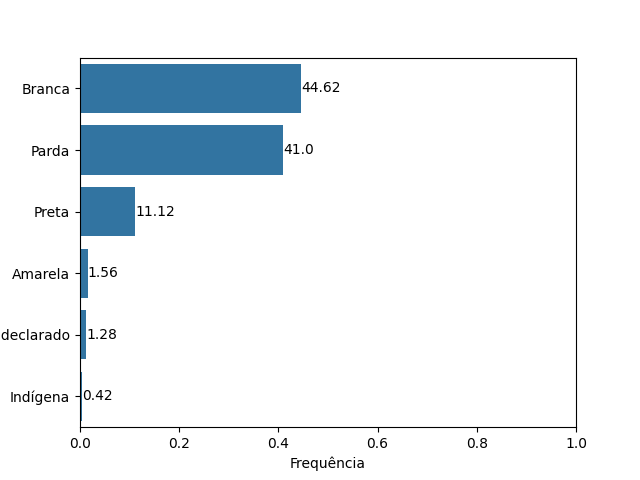 Branca 44.62
Parda 41.0
Preta 11.12
Amarela 1.56
declarado 1.28
Indígena 0.42
0.0 0.2 0.4 0.6 0.8 1.0
Frequência